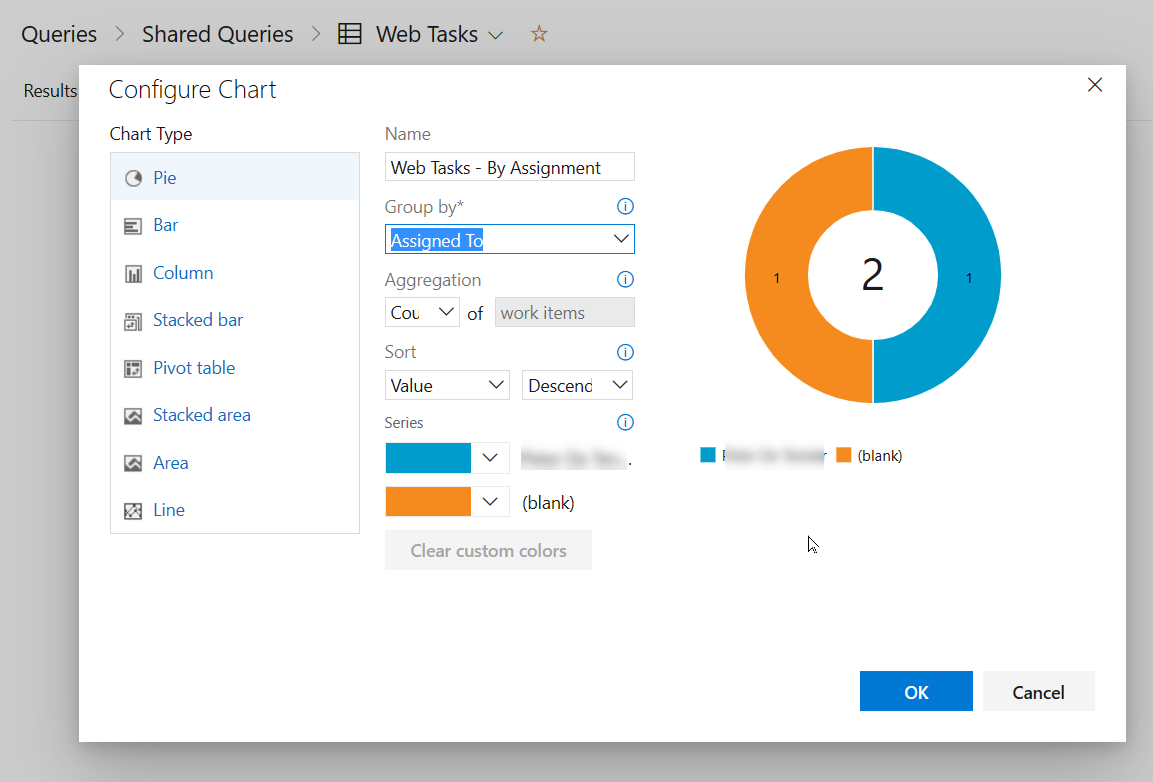 Queries
Shared Queries
Web Tasks
Results
Configure Chart
Chart Type
Pie
Bar
Column
Stacked bar
Pivot table
Stacked area
Area
Line
Name
Web Tasks - By Assignment
Group by*
Assigned To
Aggregation
Cou
of
work items
Sort
Value
Descend
Series
(blank)
Clear custom colors
1
2
1
(blank)
OK
Cancel